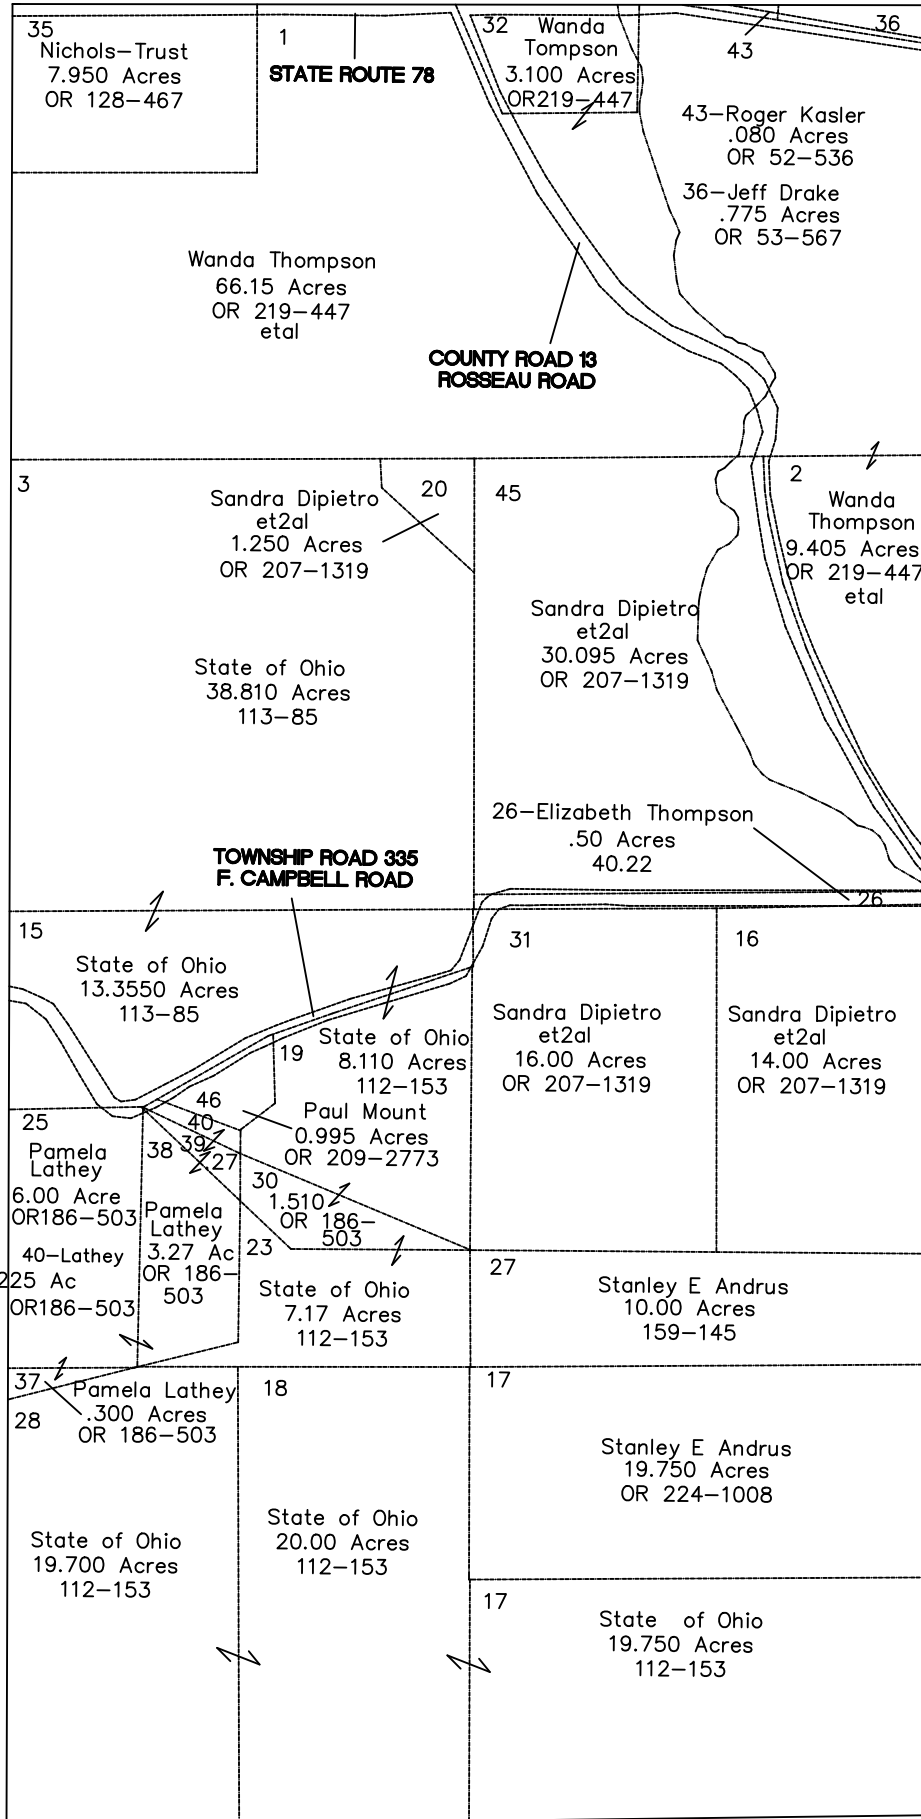 35
Nichols-Trust
7.950 Acres
OR 128-467
1
STATE ROUTE 78
32
Wanda
Tompson
3.100 Acres
OR219-447
36
43
43-Roger Kasler
.080 Acres
OR 52-536
36-Jeff Drake
.775 Acres
OR 53-567
Wanda Thompson
66.15 Acres
OR 219-447
etal
COUNTY ROAD 13
ROSSEAU ROAD
3
Sandra Dipietro
et2al
1.250 Acres
OR 207-1319
20
45
2
Wanda
Thompson
9.405 Acres
OR 219-447
etal
Sandra Dipietro
et2al
30.095 Acres
OR 207-1319
State of Ohio
38.810 Acres
113-85
26-Elizabeth Thompson
.50 Acres
40.22
TOWNSHIP ROAD 335
F. CAMPBELL ROAD
26
15
State of Ohio
13.3550 Acres
113-85
31
16
Sandra Dipietro
et2al
16.00 Acres
OR 207-1319
Sandra Dipietro
et2al
14.00 Acres
OR 207-1319
19
State of Ohio
8.110 Acres
112-153
46
Paul Mount
0.995 Acres
OR 209-2773
40
39
.27
38
25
Pamela
Lathey
6.00 Acre
OR186-503
40-Lathey
225 Ac
OR186-503
Pamela
Lathey
3.27 Ac
OR 186-
503
30
1.510
OR 186-
503
23
State of Ohio
7.17 Acres
112-153
27
Stanley E Andrus
10.00 Acres
159-145
37
Pamela Lathey
.300 Acres
OR 186-503
28
18
17
Stanley E Andrus
19.750 Acres
OR 224-1008
State of Ohio
19.700 Acres
112-153
State of Ohio
20.00 Acres
112-153
17
State of Ohio
19.750 Acres
112-153